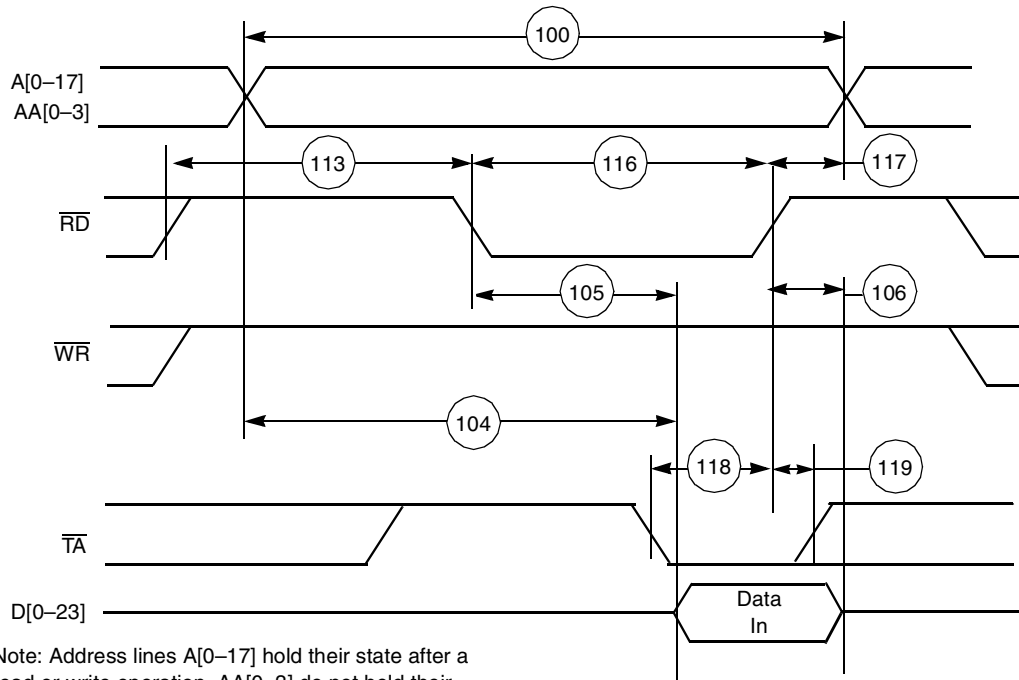 100
A[0–17]
AA[0–3]
113
116
117
RD
105
106
WR
104
118
119
TA
D[0–23]
Data
In
Note: Address lines A[0–17] hold their state after a
read or write operation. AA[0–3] do not hold their